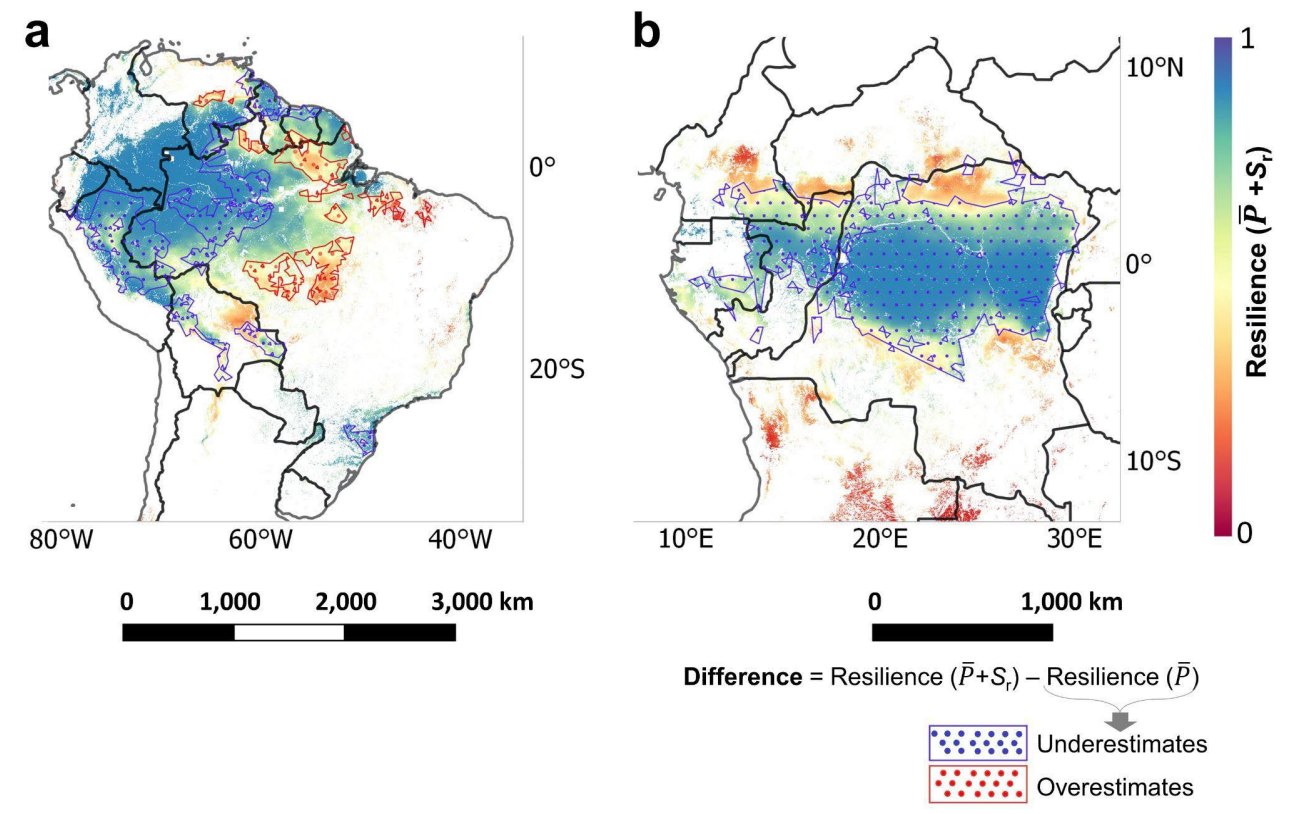 a
b
1
10°N
0°
0°
20°S
10°S
Resilience (P̅ +Sᵣ)
0
80°W 60°W 40°W
10°E 20°E 30°E
0 1,000 2,000 3,000 km
0 1,000 km
Difference = Resilience (P̅+Sᵣ) – Resilience (P̅)
Underestimates
Overestimates